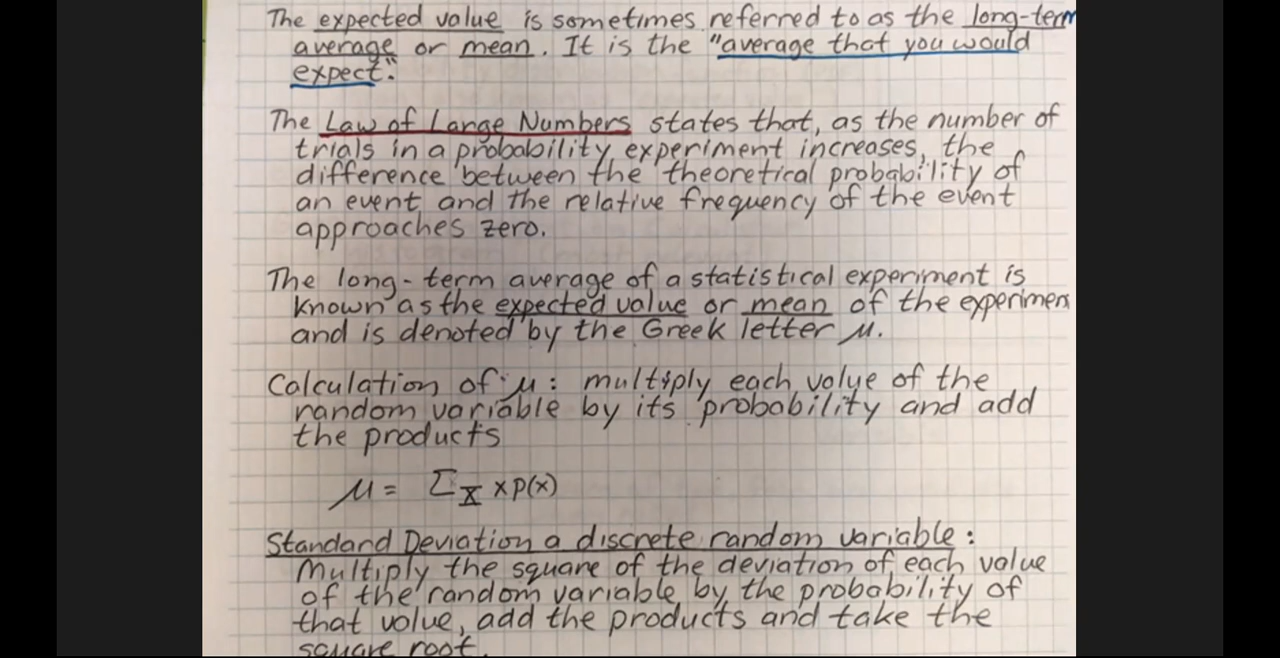 The expected value is sometimes referred to as the long-term
average or mean. It is the "average that you would
expect."
The Law of Large Numbers states that, as the number of
trials in a probability experiment increases, the
difference between the theoretical probability of
an event and the relative frequency of the event
approaches zero.
The long-term average of a statistical experiment is
known as the expected value or mean of the experimen
and is denoted by the Greek letter μ.
Calculation of μ: multiply each value of the
random variable by its probability and add
the products
μ = Σ_X x p(x)
Standard Deviation a discrete random variable:
Multiply the square of the deviation of each value
of the random variable by the probability of
that value, add the products and take the
square root.